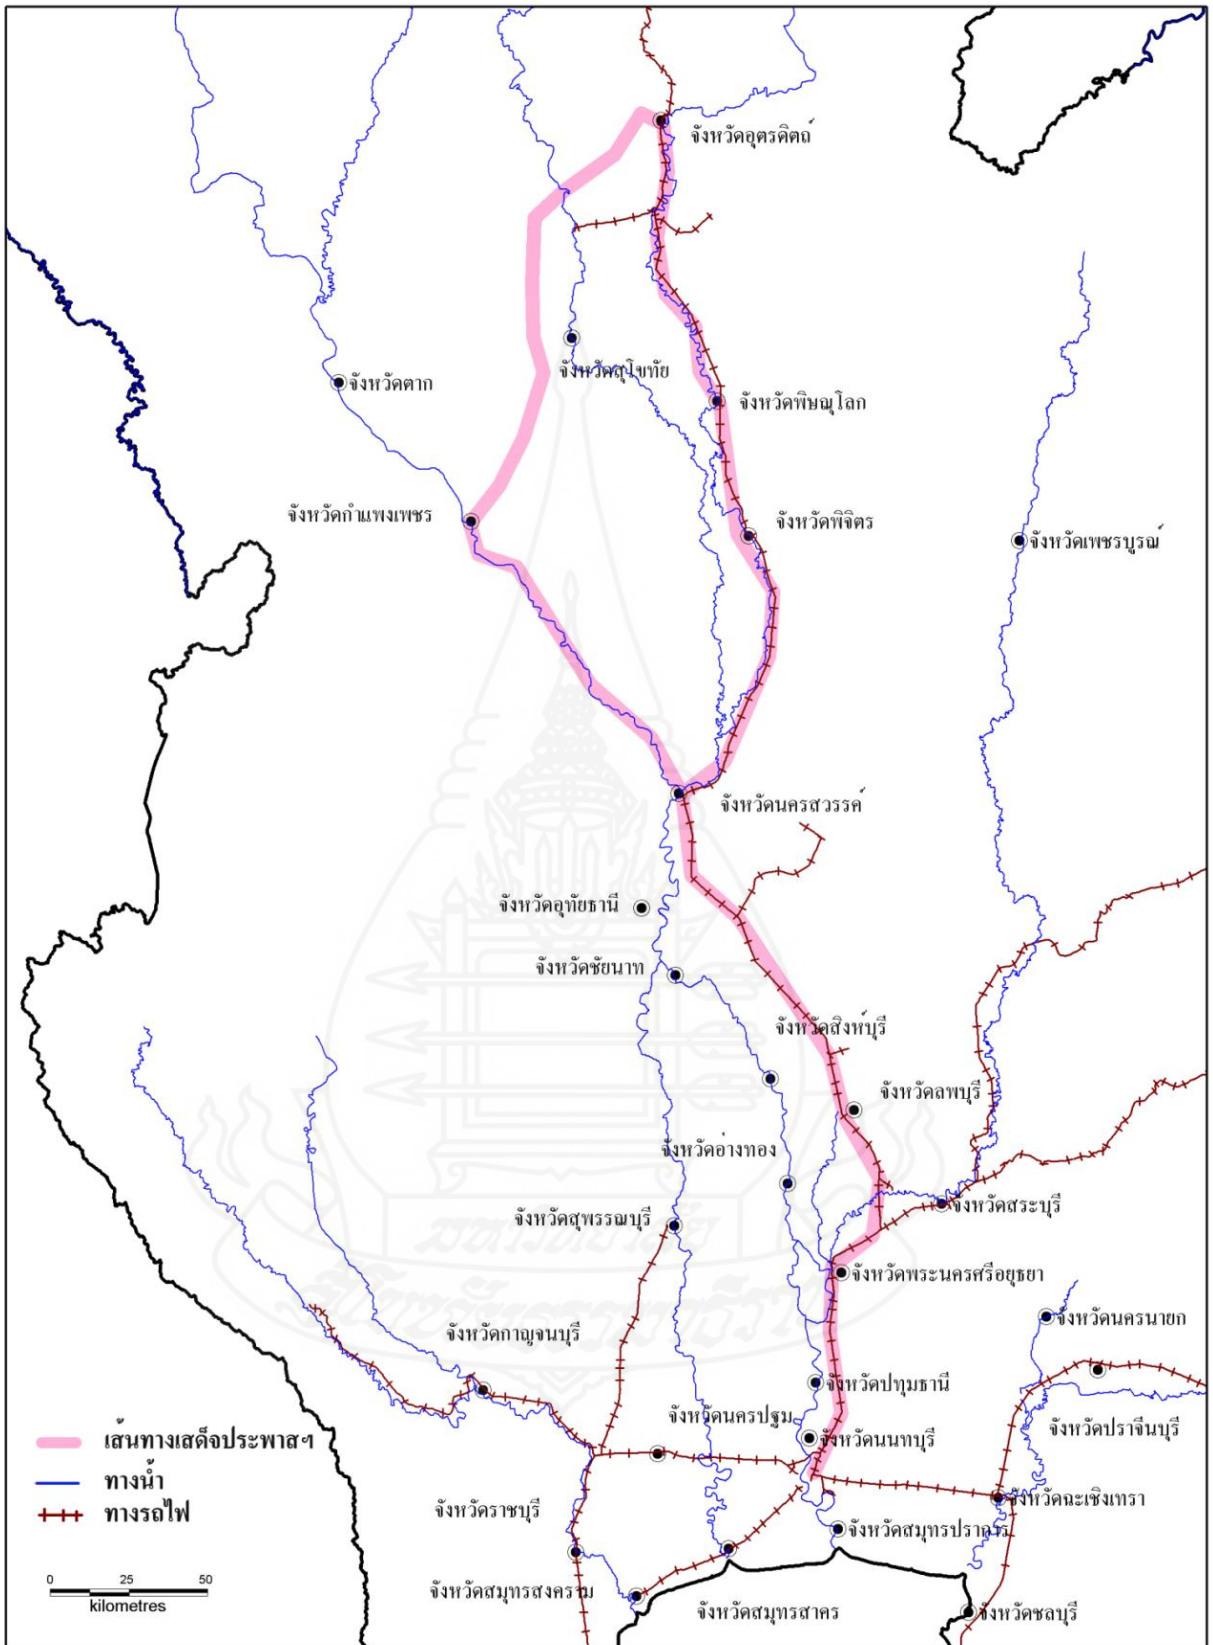 จังหวัดอุตรดิตถ์
จังหวัดสุโขทัย
จังหวัดตาก
จังหวัดพิษณุโลก
จังหวัดกำแพงเพชร
จังหวัดพิจิตร
จังหวัดเพชรบูรณ์
จังหวัดนครสวรรค์
จังหวัดอุทัยธานี
จังหวัดชัยนาท
จังหวัดสิงห์บุรี
จังหวัดลพบุรี
จังหวัดอ่างทอง
จังหวัดสระบุรี
จังหวัดสุพรรณบุรี
จังหวัดพระนครศรีอยุธยา
จังหวัดนครนายก
จังหวัดกาญจนบุรี
จังหวัดปทุมธานี
จังหวัดนครปฐม
จังหวัดปราจีนบุรี
จังหวัดนนทบุรี
เส้นทางเสด็จประพาสฯ
ทางน้ำ
ทางรถไฟ
จังหวัดราชบุรี
จังหวัดฉะเชิงเทรา
จังหวัดสมุทรปราการ
จังหวัดสมุทรสงคราม
จังหวัดสมุทรสาคร
จังหวัดชลบุรี
0 25 50
kilometres